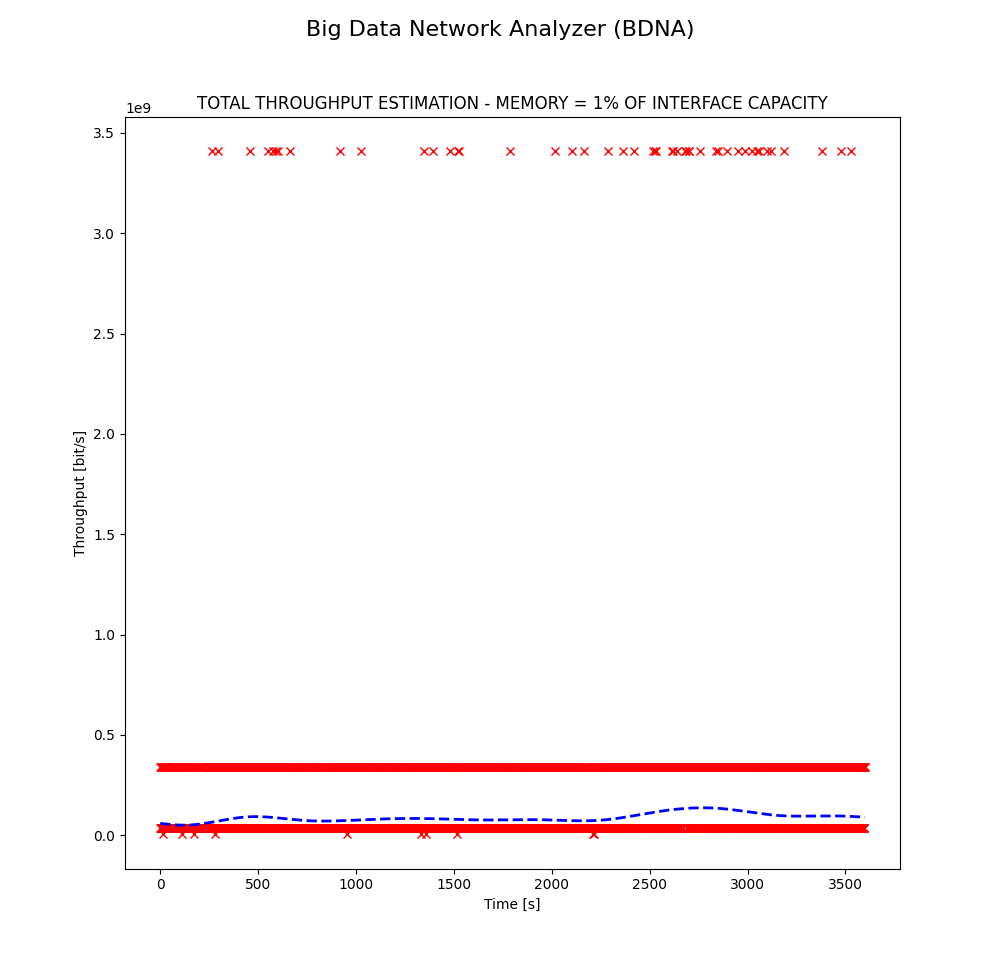 Big Data Network Analyzer (BDNA)
TOTAL THROUGHPUT ESTIMATION - MEMORY = 1% OF INTERFACE CAPACITY
1e9
3.5
3.0
2.5
2.0
1.5
1.0
0.5
0.0
Throughput [bit/s]
0 500 1000 1500 2000 2500 3000 3500
Time [s]